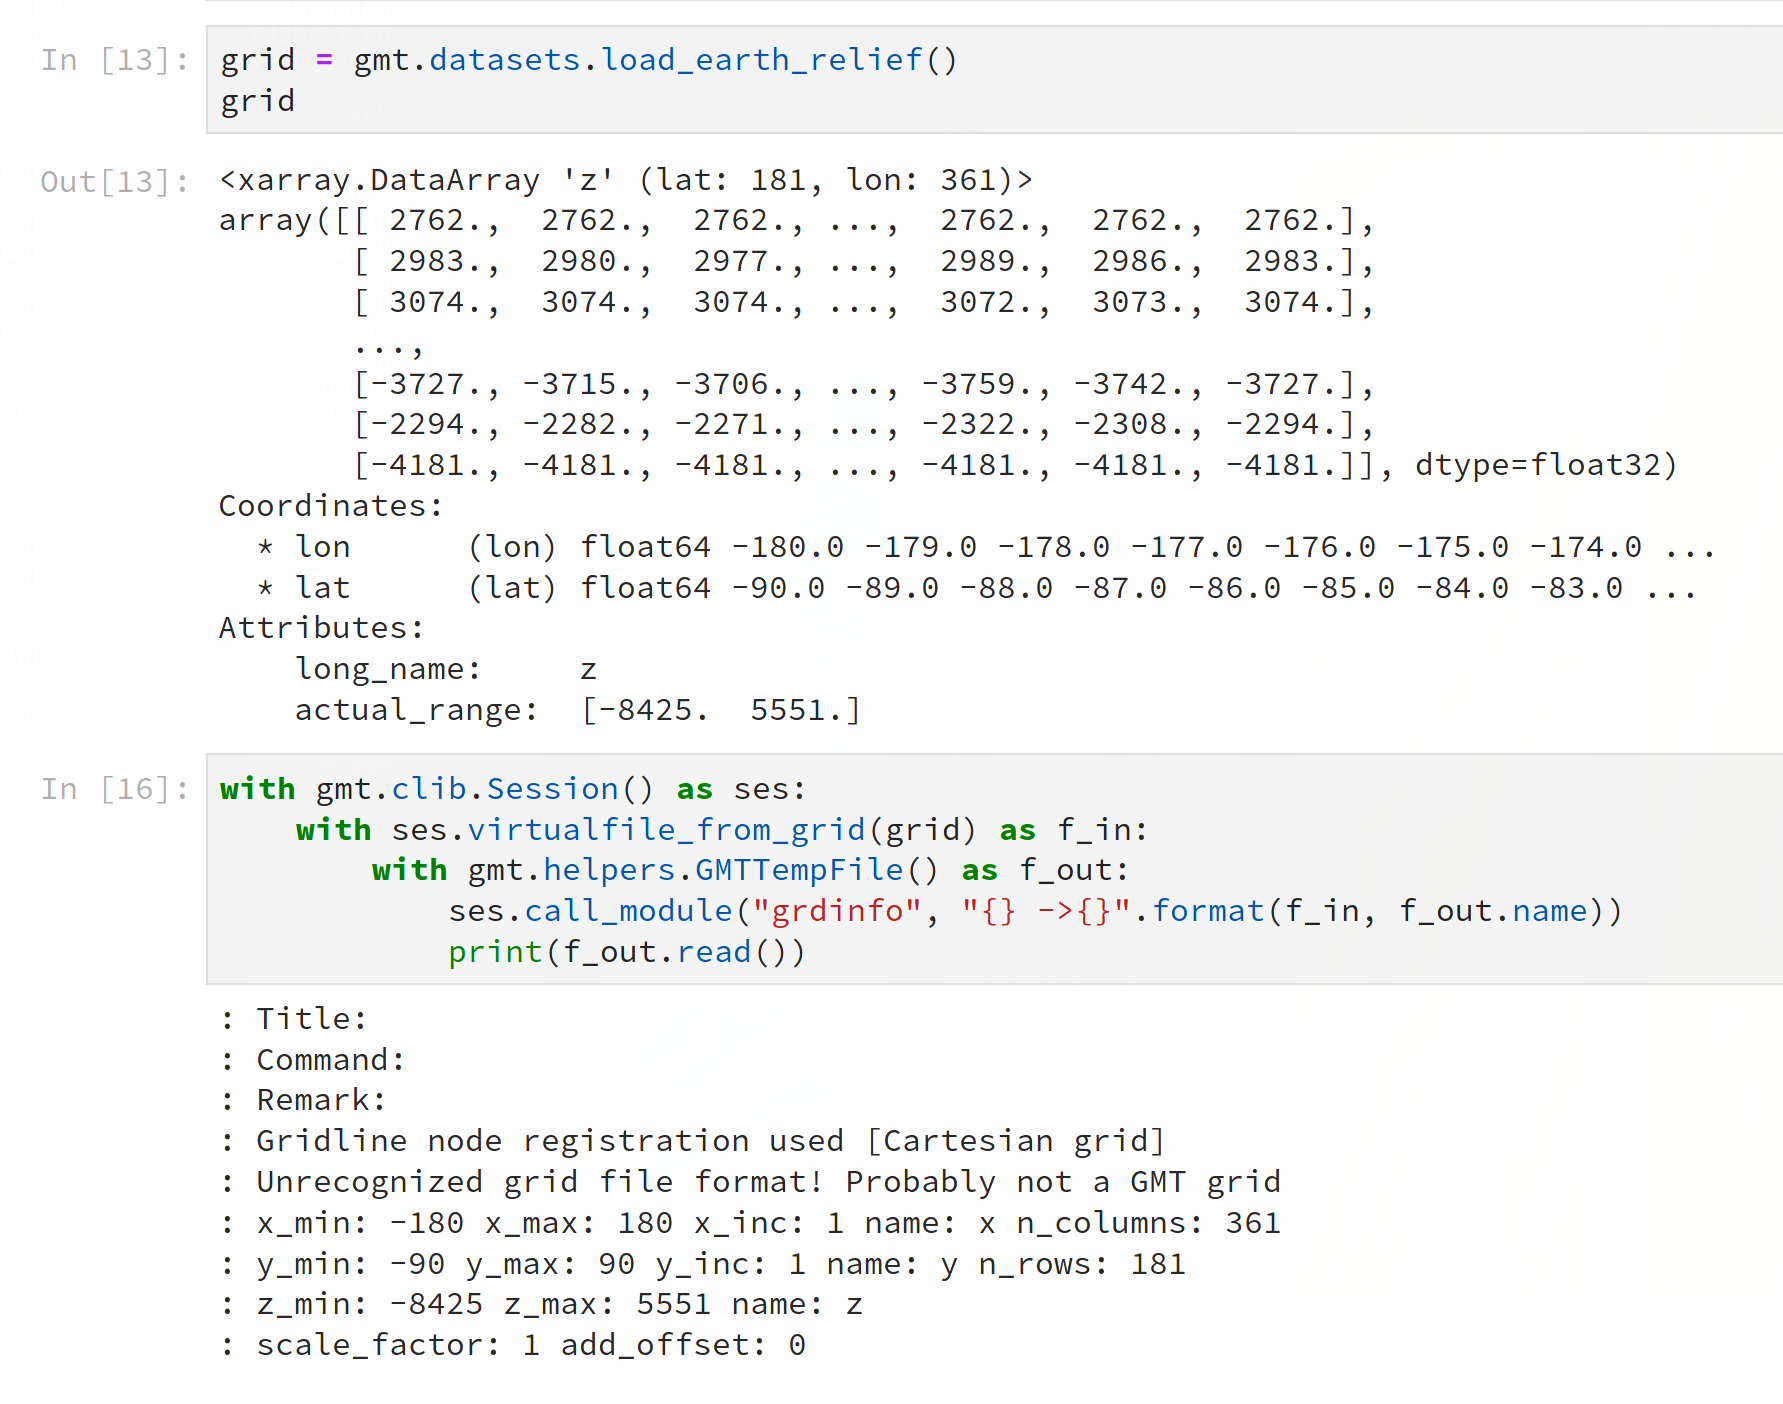 In [13]: grid = gmt.datasets.load_earth_relief()
grid
Out[13]: <xarray.DataArray 'z' (lat: 181, lon: 361)>
array([[ 2762.,  2762.,  2762., ...,  2762.,  2762.,  2762.],
       [ 2983.,  2980.,  2977., ...,  2989.,  2986.,  2983.],
       [ 3074.,  3074.,  3074., ...,  3072.,  3073.,  3074.],
       ...,
       [-3727., -3715., -3706., ..., -3759., -3742., -3727.],
       [-2294., -2282., -2271., ..., -2322., -2308., -2294.],
       [-4181., -4181., -4181., ..., -4181., -4181., -4181.]], dtype=float32)
Coordinates:
  * lon      (lon) float64 -180.0 -179.0 -178.0 -177.0 -176.0 -175.0 -174.0 ...
  * lat      (lat) float64 -90.0 -89.0 -88.0 -87.0 -86.0 -85.0 -84.0 -83.0 ...
Attributes:
    long_name:     z
    actual_range:  [-8425.  5551.]
In [16]: with gmt.clib.Session() as ses:
    with ses.virtualfile_from_grid(grid) as f_in:
        with gmt.helpers.GMTTempFile() as f_out:
            ses.call_module("grdinfo", "{} ->{}".format(f_in, f_out.name))
            print(f_out.read())
: Title:
: Command:
: Remark:
: Gridline node registration used [Cartesian grid]
: Unrecognized grid file format! Probably not a GMT grid
: x_min: -180 x_max: 180 x_inc: 1 name: x n_columns: 361
: y_min: -90 y_max: 90 y_inc: 1 name: y n_rows: 181
: z_min: -8425 z_max: 5551 name: z
: scale_factor: 1 add_offset: 0